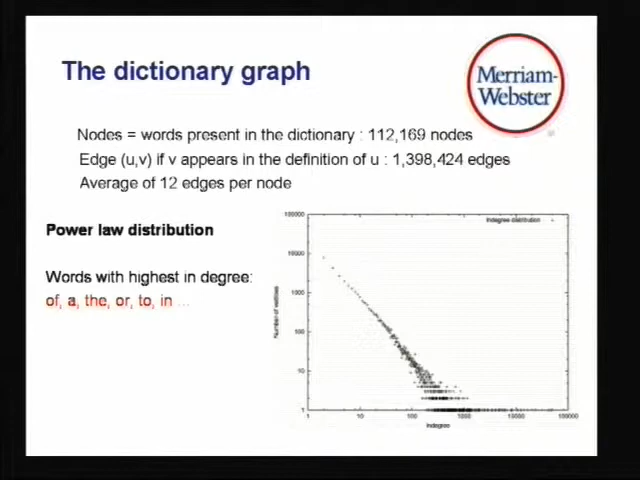 The dictionary graph
Merriam-
Webster
Nodes = words present in the dictionary : 112,169 nodes
Edge (u,v) if v appears in the definition of u : 1,398,424 edges
Average of 12 edges per node
Power law distribution
Words with highest in degree:
of, a, the, or, to, in ...
Indegree distribution
100000
10000
1000
100
10
1
Number of vertices
1 10 100 1000 10000 100000
Indegree